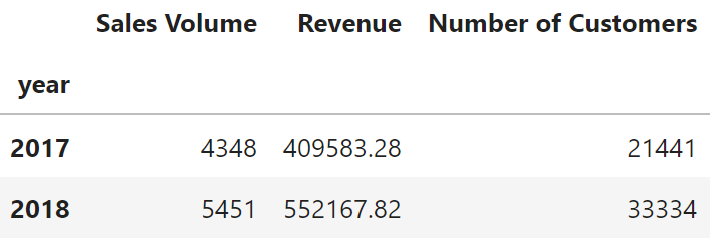 Sales Volume Revenue Number of Customers
year
2017 4348 409583.28 21441
2018 5451 552167.82 33334